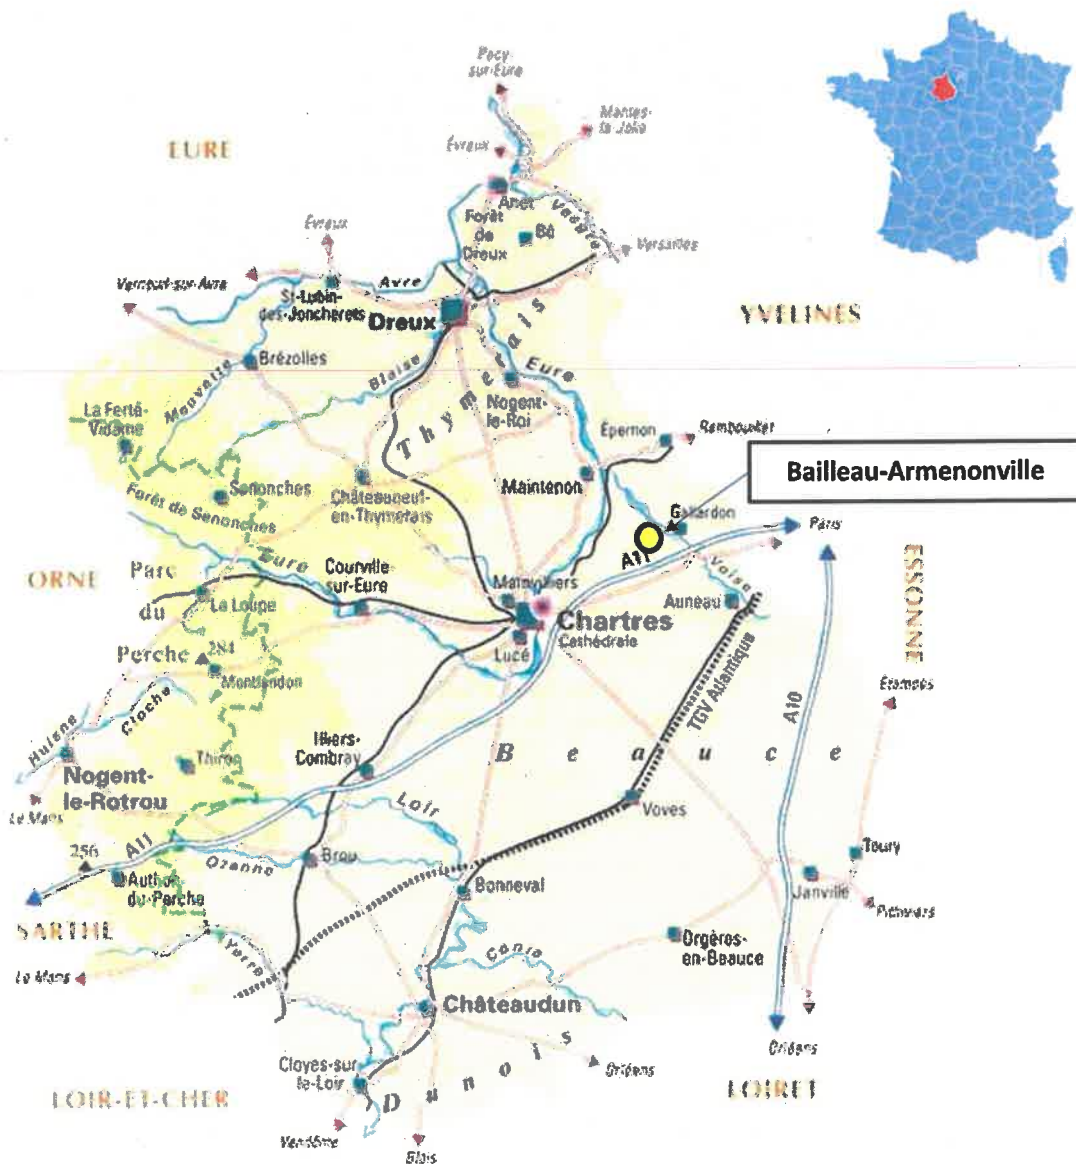 Pacy-
sur-Eure
Mantes-
la-Jolie
EURE
Évreux
Anet
Vesgre
Évreux
Forêt
de
Dreux
Bû
Versailles
Verneuil-sur-Avre
Avre
St-Lubin-
des-Joncherets
Dreux
YVELINES
Brézolles
Blaise
Eure
Thymerais
Mauvette
La Ferté-
Vidame
Nogent-
le-Roi
Épernon
Rambouillet
Bailleau-Armenonville
Maintenon
Senonches
Châteauneuf-
en-Thymerais
Forêt de Senonches
Gallardon
Paris
A11
Eure
Courville
-sur-Eure
Voise
ESSONNE
ORNE
Parc
du
Perche
La Loupe
Mainvilliers
Auneau
Chartres
Cathédrale
Lucé
284
Montlandon
TGV Atlantique
A10
Étampes
Cloche
Huisne
Illiers-
Combray
Beauce
Thiron
Nogent-
le-Rotrou
Le Mans
Loir
Voves
A11
256
Ozanne
Brou
Toury
Authon-
du-Perche
Bonneval
Janville
Pithiviers
SARTHE
Yerre
Conie
Orgères-
en-Beauce
Le Mans
Châteaudun
Orléans
Cloyes-sur
-le-Loir
Dunois
Orléans
LOIR-ET-CHER
LOIRET
Vendôme
Blois